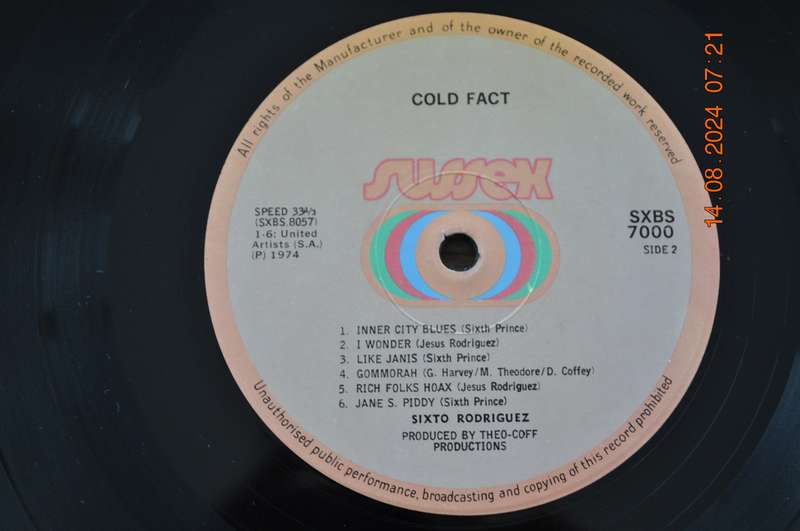 All rights of the Manufacturer and of the owner of the recorded work reserved
COLD FACT
sussex
SPEED 33⅓
(SXBS.8057)
1-6: United
Artists (S.A.)
(P) 1974
SXBS
7000
SIDE 2
1. INNER CITY BLUES (Sixth Prince)
2. I WONDER (Jesus Rodriguez)
3. LIKE JANIS (Sixth Prince)
4. GOMMORAH (G. Harvey/M. Theodore/D. Coffey)
5. RICH FOLKS HOAX (Jesus Rodriguez)
6. JANE S. PIDDY (Sixth Prince)
SIXTO RODRIGUEZ
PRODUCED BY THEO-COFF
PRODUCTIONS
Unauthorised public performance, broadcasting and copying of this record prohibited
14.08.2024 07:21